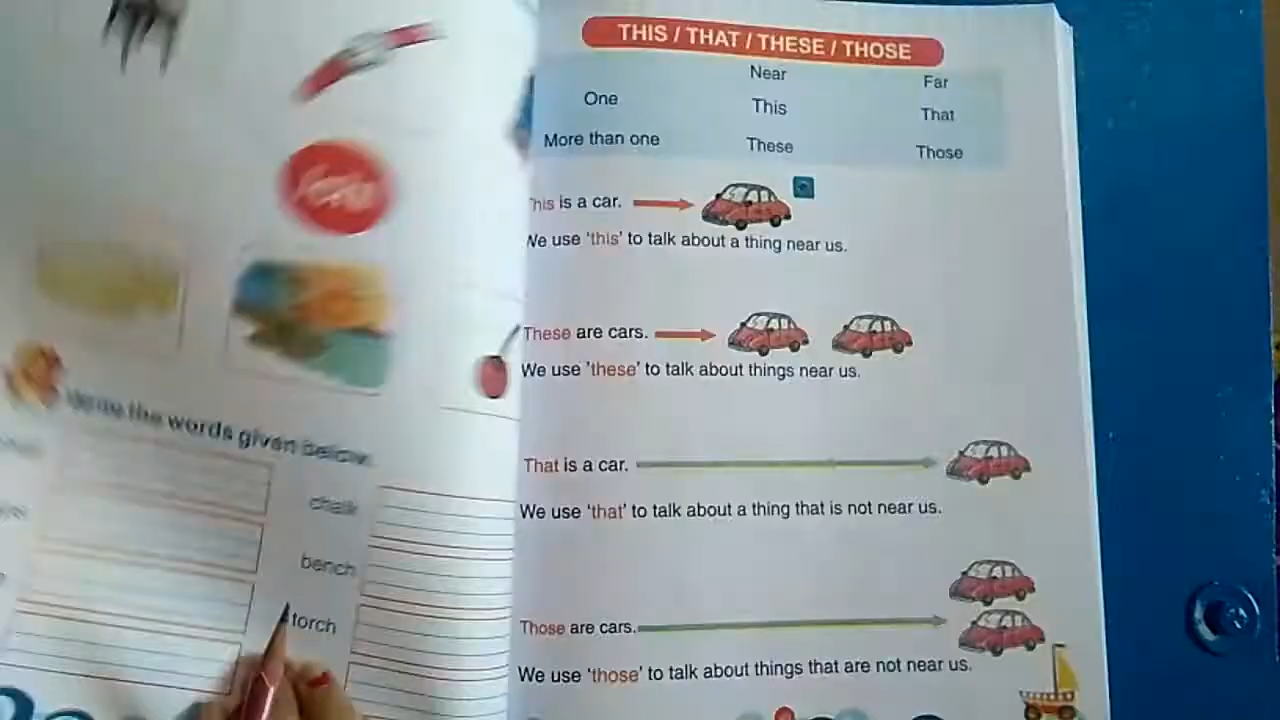 THIS / THAT / THESE / THOSE
Near Far
One This That
More than one These Those
This is a car.
We use 'this' to talk about a thing near us.
These are cars.
We use 'these' to talk about things near us.
That is a car.
We use 'that' to talk about a thing that is not near us.
Those are cars.
We use 'those' to talk about things that are not near us.
the words given below.
chalk
bench
torch